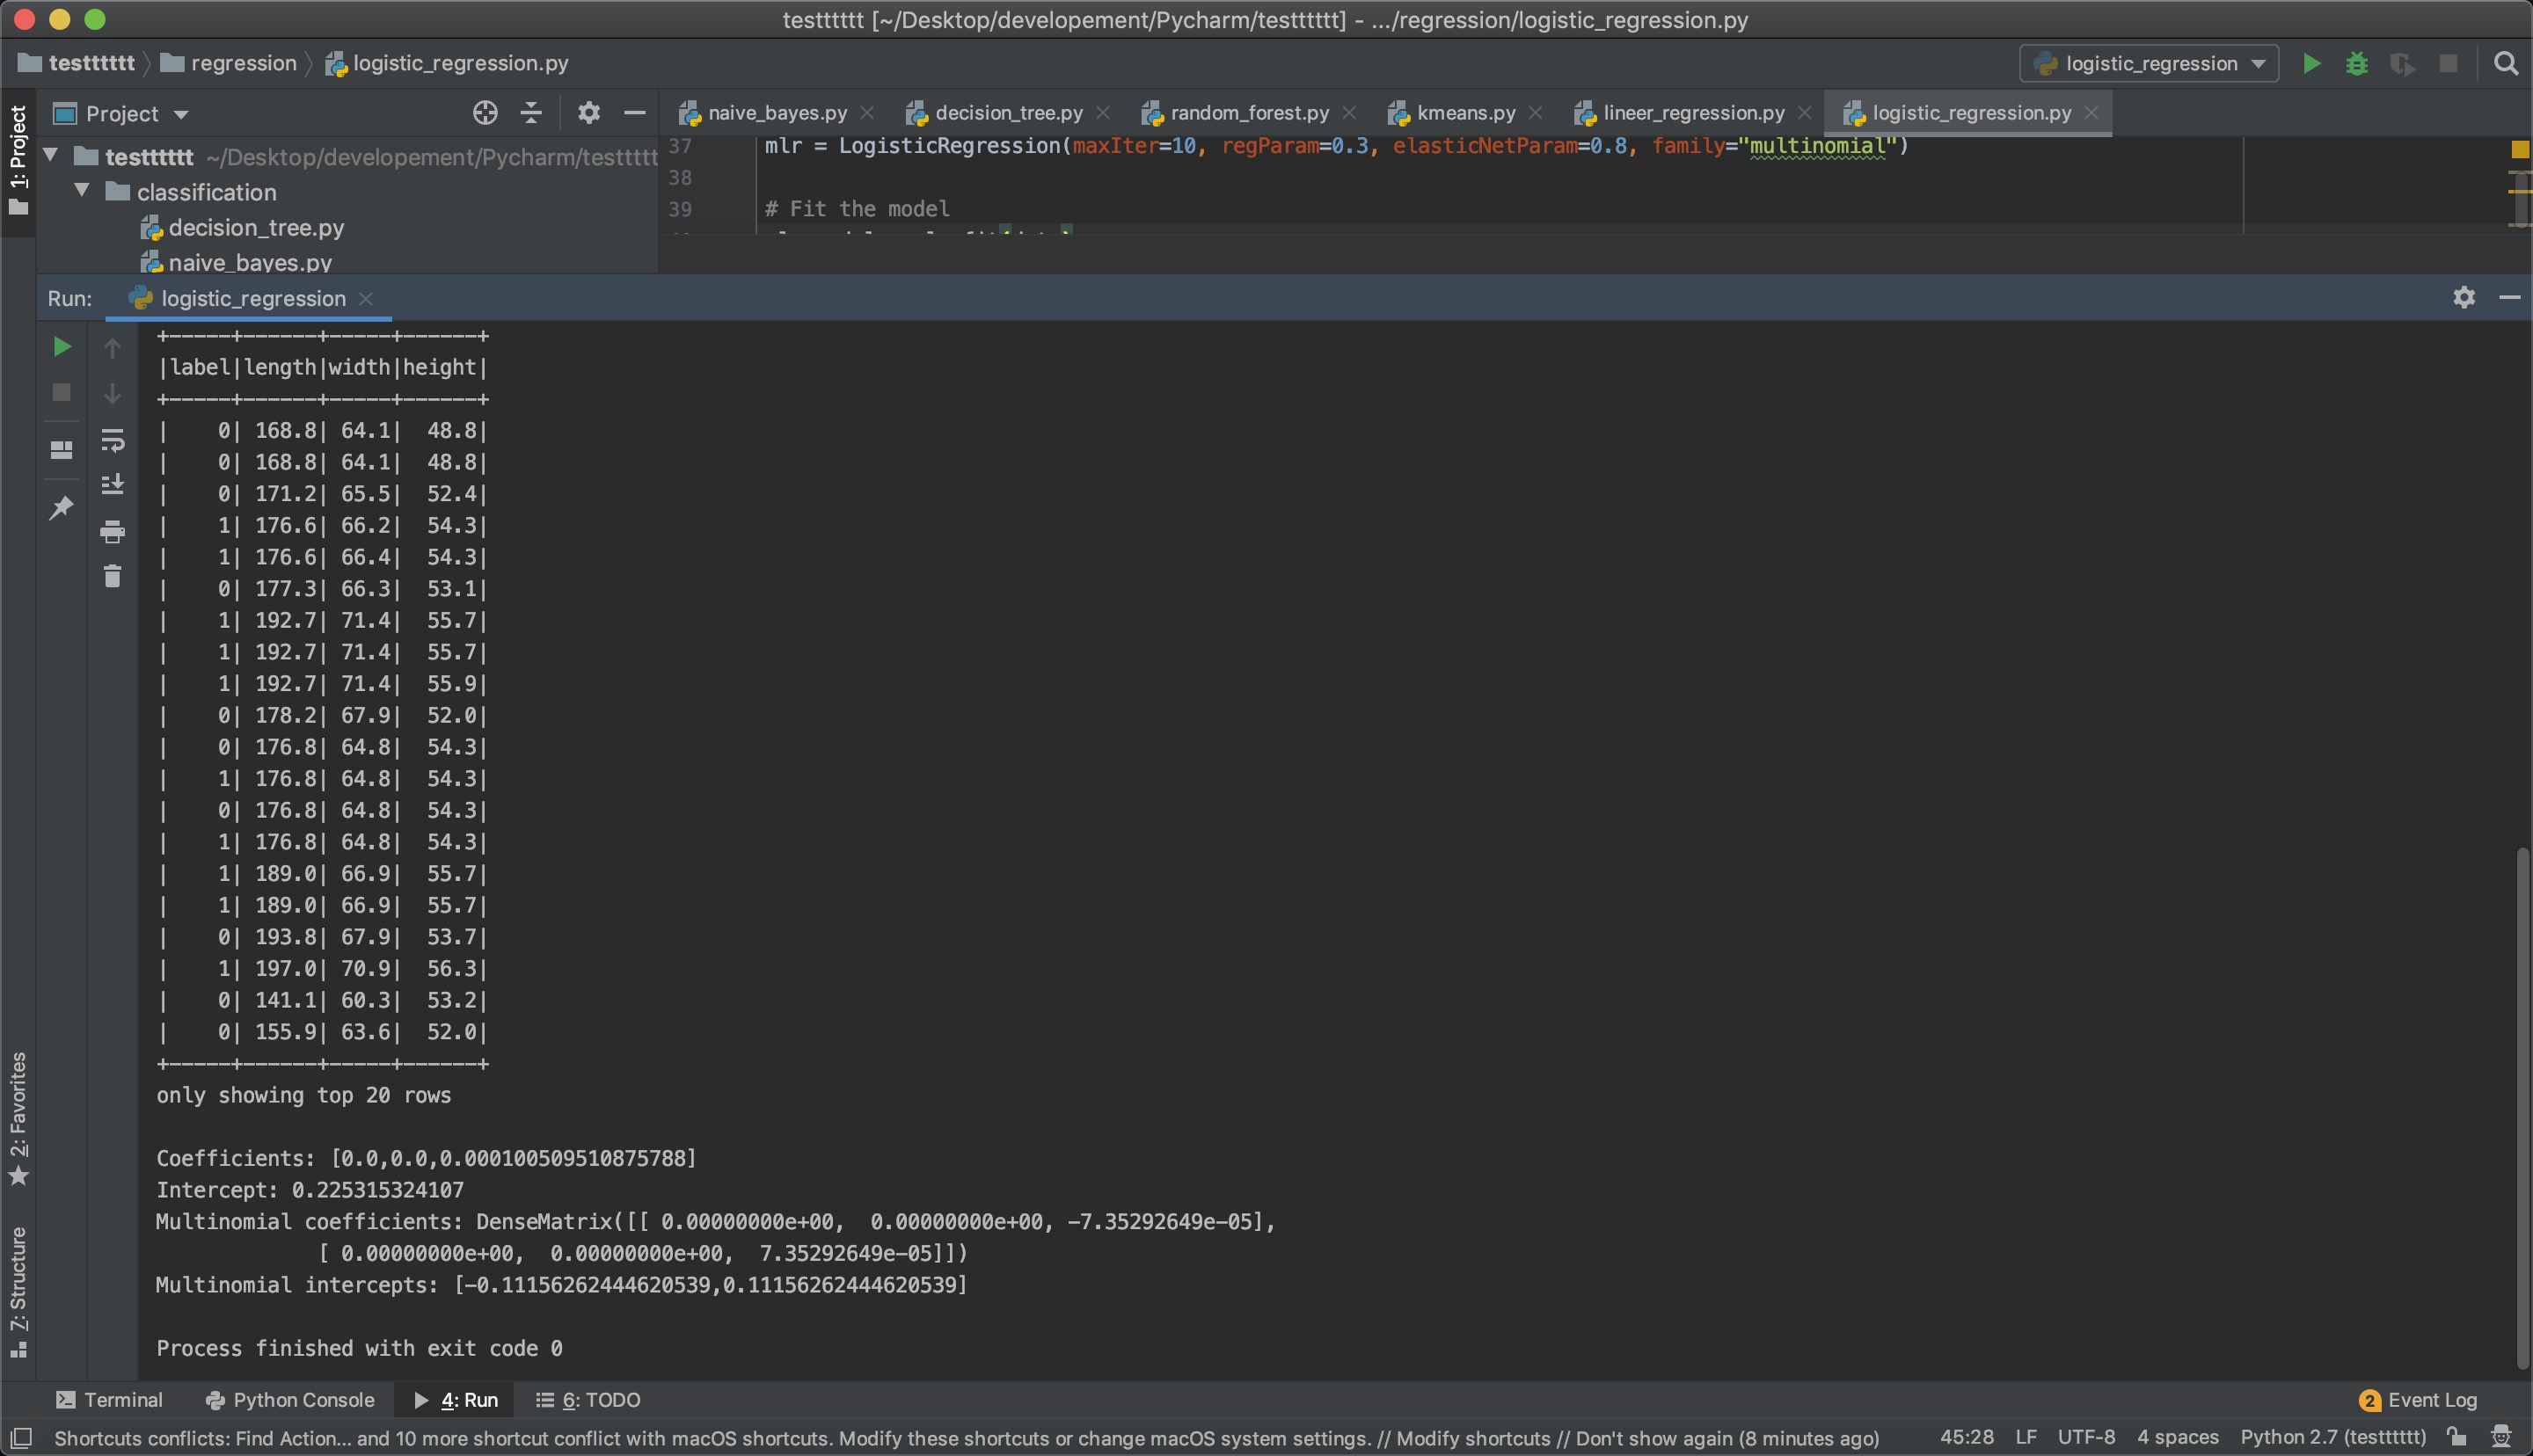 testttttt [~/Desktop/developement/Pycharm/testttttt] - .../regression/logistic_regression.py
testttttt regression logistic_regression.py
logistic_regression
1: Project
Project
naive_bayes.py decision_tree.py random_forest.py kmeans.py lineer_regression.py logistic_regression.py
testttttt ~/Desktop/developement/Pycharm/testtttt
classification
decision_tree.py
naive_bayes.py
37 mlr = LogisticRegression(maxIter=10, regParam=0.3, elasticNetParam=0.8, family="multinomial")
38
39 # Fit the model
Run: logistic_regression
+-----+------+-----+------+
|label|length|width|height|
+-----+------+-----+------+
|    0| 168.8| 64.1|  48.8|
|    0| 168.8| 64.1|  48.8|
|    0| 171.2| 65.5|  52.4|
|    1| 176.6| 66.2|  54.3|
|    1| 176.6| 66.4|  54.3|
|    0| 177.3| 66.3|  53.1|
|    1| 192.7| 71.4|  55.7|
|    1| 192.7| 71.4|  55.7|
|    1| 192.7| 71.4|  55.9|
|    0| 178.2| 67.9|  52.0|
|    0| 176.8| 64.8|  54.3|
|    1| 176.8| 64.8|  54.3|
|    0| 176.8| 64.8|  54.3|
|    1| 176.8| 64.8|  54.3|
|    1| 189.0| 66.9|  55.7|
|    1| 189.0| 66.9|  55.7|
|    0| 193.8| 67.9|  53.7|
|    1| 197.0| 70.9|  56.3|
|    0| 141.1| 60.3|  53.2|
|    0| 155.9| 63.6|  52.0|
+-----+------+-----+------+
only showing top 20 rows
Coefficients: [0.0,0.0,0.000100509510875788]
Intercept: 0.225315324107
Multinomial coefficients: DenseMatrix([[ 0.00000000e+00,  0.00000000e+00, -7.35292649e-05],
[ 0.00000000e+00,  0.00000000e+00,  7.35292649e-05]])
Multinomial intercepts: [-0.11156262444620539,0.11156262444620539]
Process finished with exit code 0
2: Favorites
7: Structure
Terminal Python Console 4: Run 6: TODO 2 Event Log
Shortcuts conflicts: Find Action... and 10 more shortcut conflict with macOS shortcuts. Modify these shortcuts or change macOS system settings. // Modify shortcuts // Don't show again (8 minutes ago) 45:28 LF UTF-8 4 spaces Python 2.7 (testttttt)